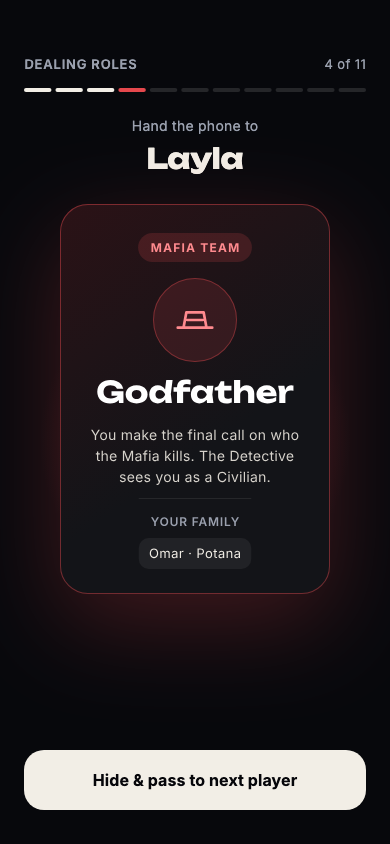 DEALING ROLES
4 of 11
Hand the phone to
Layla
MAFIA TEAM
Godfather
You make the final call on who
the Mafia kills. The Detective
sees you as a Civilian.
YOUR FAMILY
Omar · Potana
Hide & pass to next player